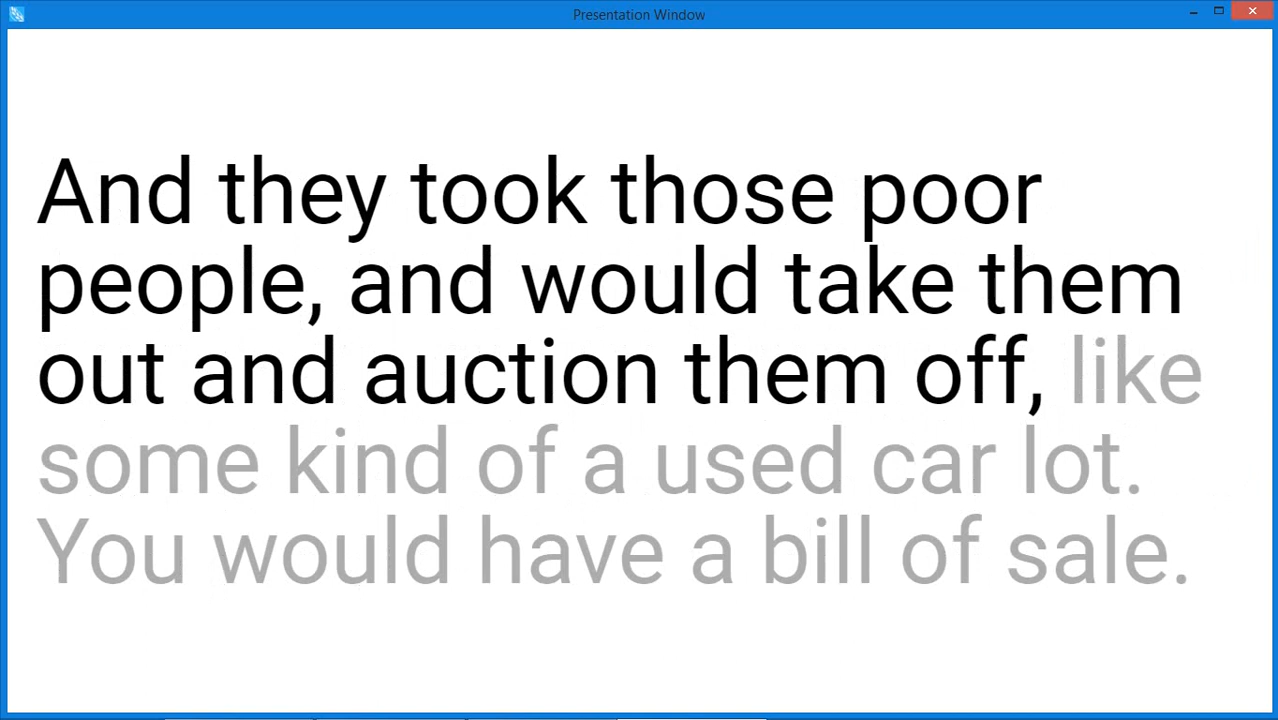 Presentation Window
And they took those poor
people, and would take them
out and auction them off, like
some kind of a used car lot.
You would have a bill of sale.